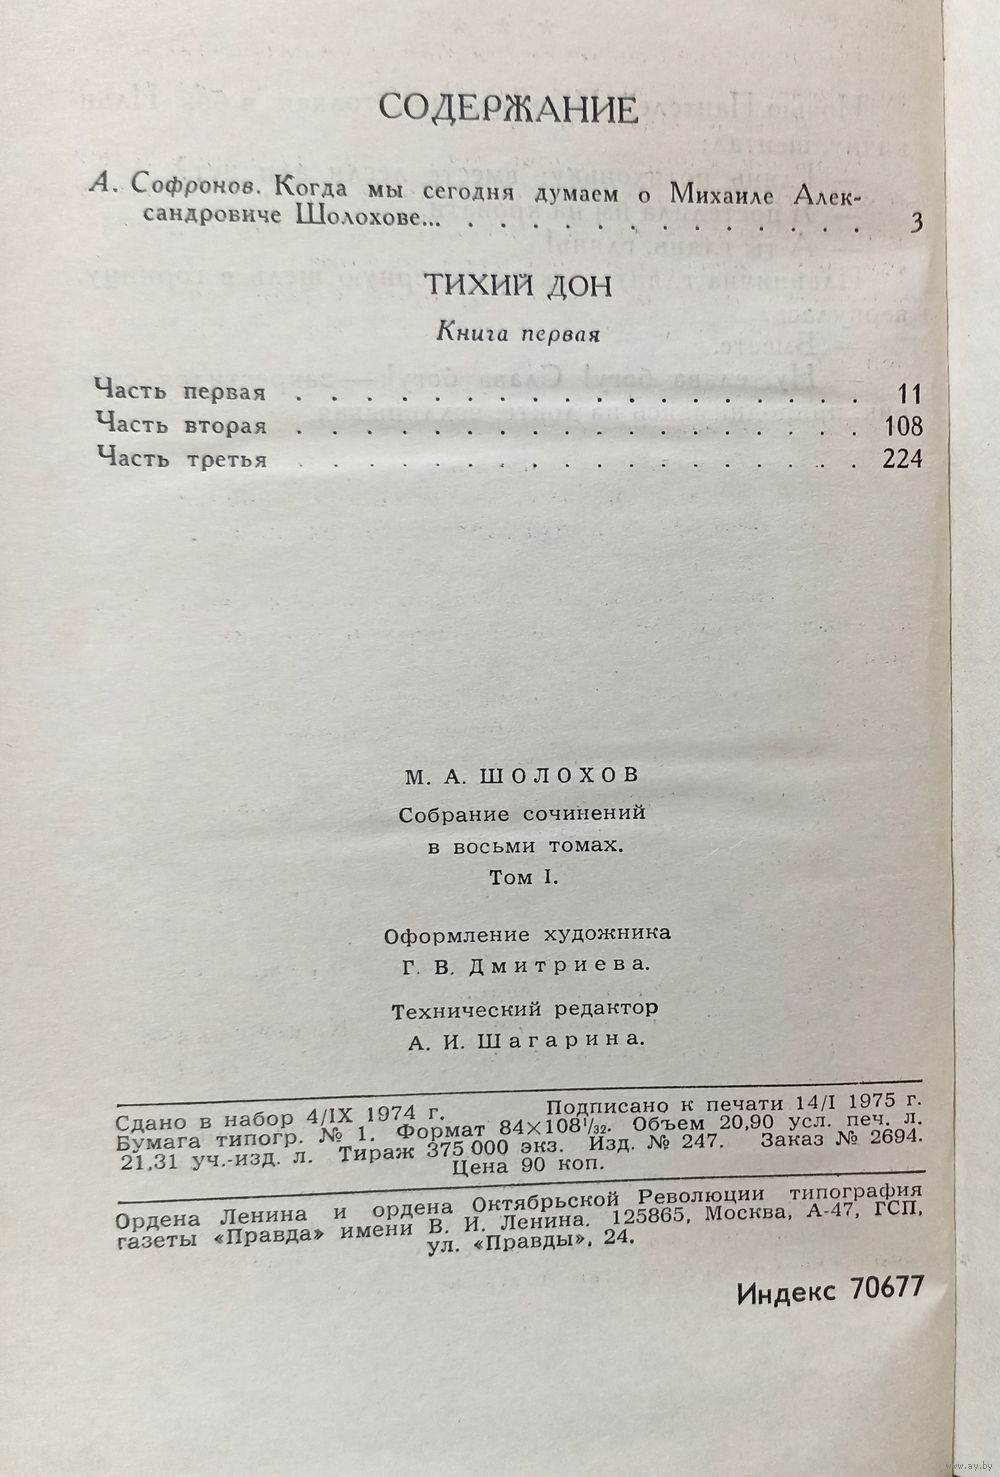 СОДЕРЖАНИЕ
А. Софронов. Когда мы сегодня думаем о Михаиле Алек-
сандровиче Шолохове... . . . . . . . . . . . . . 3
ТИХИЙ ДОН
Книга первая
Часть первая . . . . . . . . . . . . . . . . . 11
Часть вторая . . . . . . . . . . . . . . . . . 108
Часть третья . . . . . . . . . . . . . . . . . 224
М. А. ШОЛОХОВ
Собрание сочинений
в восьми томах.
Том I.
Оформление художника
Г. В. Дмитриева.
Технический редактор
А. И. Шагарина.
Сдано в набор 4/IX 1974 г. Подписано к печати 14/I 1975 г.
Бумага типогр. № 1. Формат 84×108¹/₃₂. Объем 20,90 усл. печ. л.
21,31 уч.-изд. л. Тираж 375 000 экз. Изд. № 247. Заказ № 2694.
Цена 90 коп.
Ордена Ленина и ордена Октябрьской Революции типография
газеты «Правда» имени В. И. Ленина. 125865, Москва, А-47, ГСП,
ул. «Правды», 24.
Индекс 70677
www.ay.by